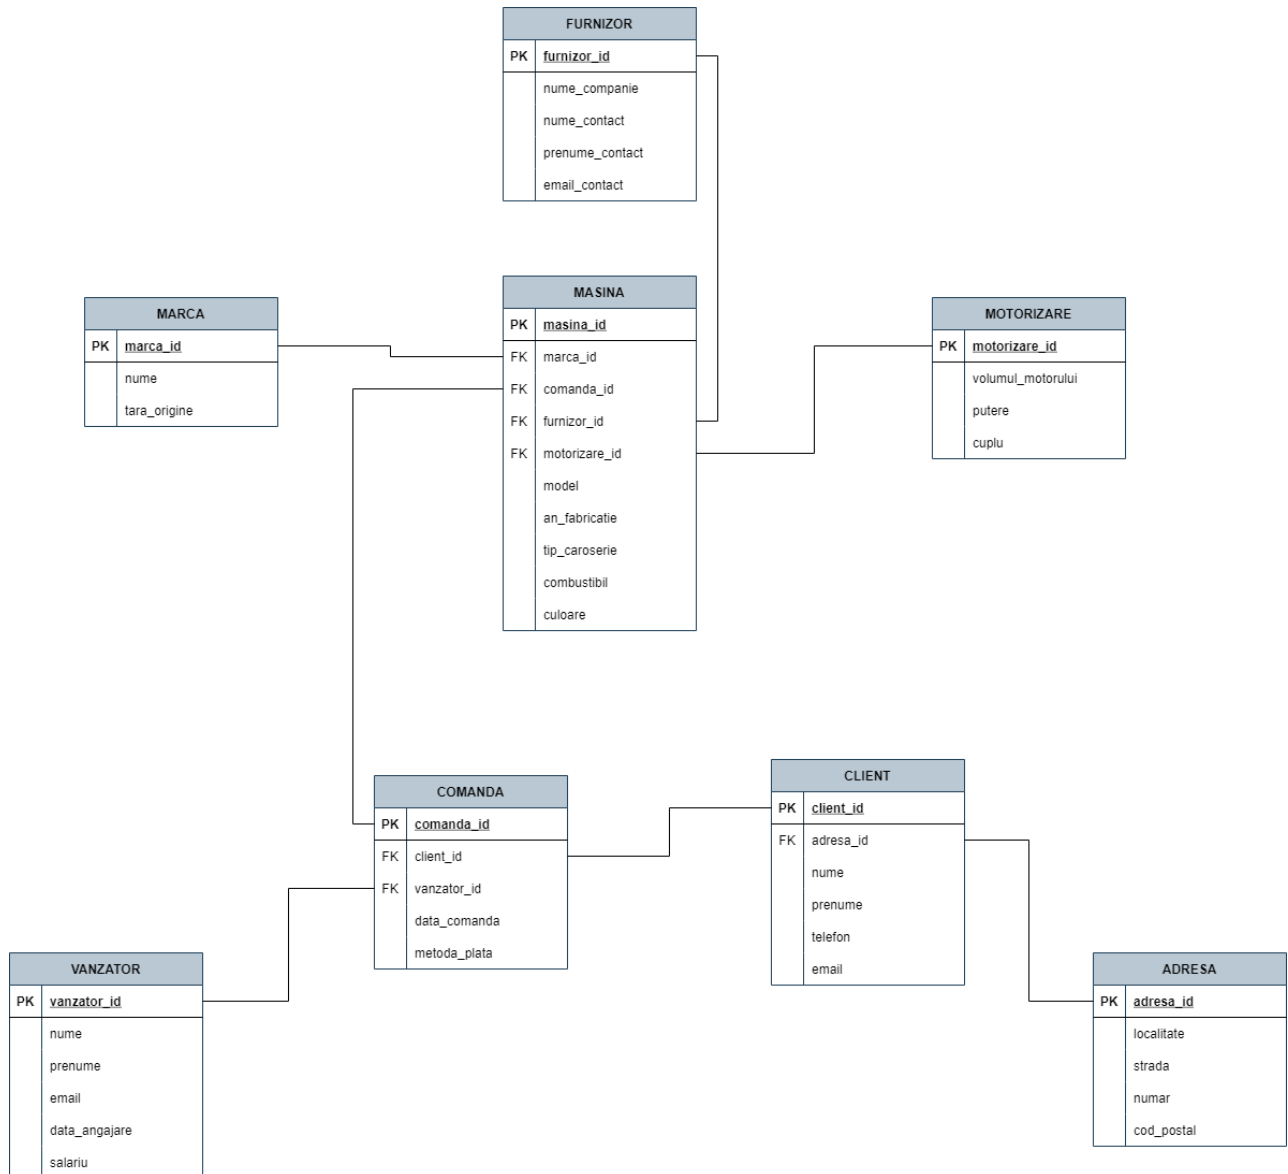 FURNIZOR
PK furnizor_id
nume_companie
nume_contact
prenume_contact
email_contact
MARCA
PK marca_id
nume
tara_origine
MASINA
PK masina_id
FK marca_id
FK comanda_id
FK furnizor_id
FK motorizare_id
model
an_fabricatie
tip_caroserie
combustibil
culoare
MOTORIZARE
PK motorizare_id
volumul_motorului
putere
cuplu
COMANDA
PK comanda_id
FK client_id
FK vanzator_id
data_comanda
metoda_plata
CLIENT
PK client_id
FK adresa_id
nume
prenume
telefon
email
VANZATOR
PK vanzator_id
nume
prenume
email
data_angajare
salariu
ADRESA
PK adresa_id
localitate
strada
numar
cod_postal